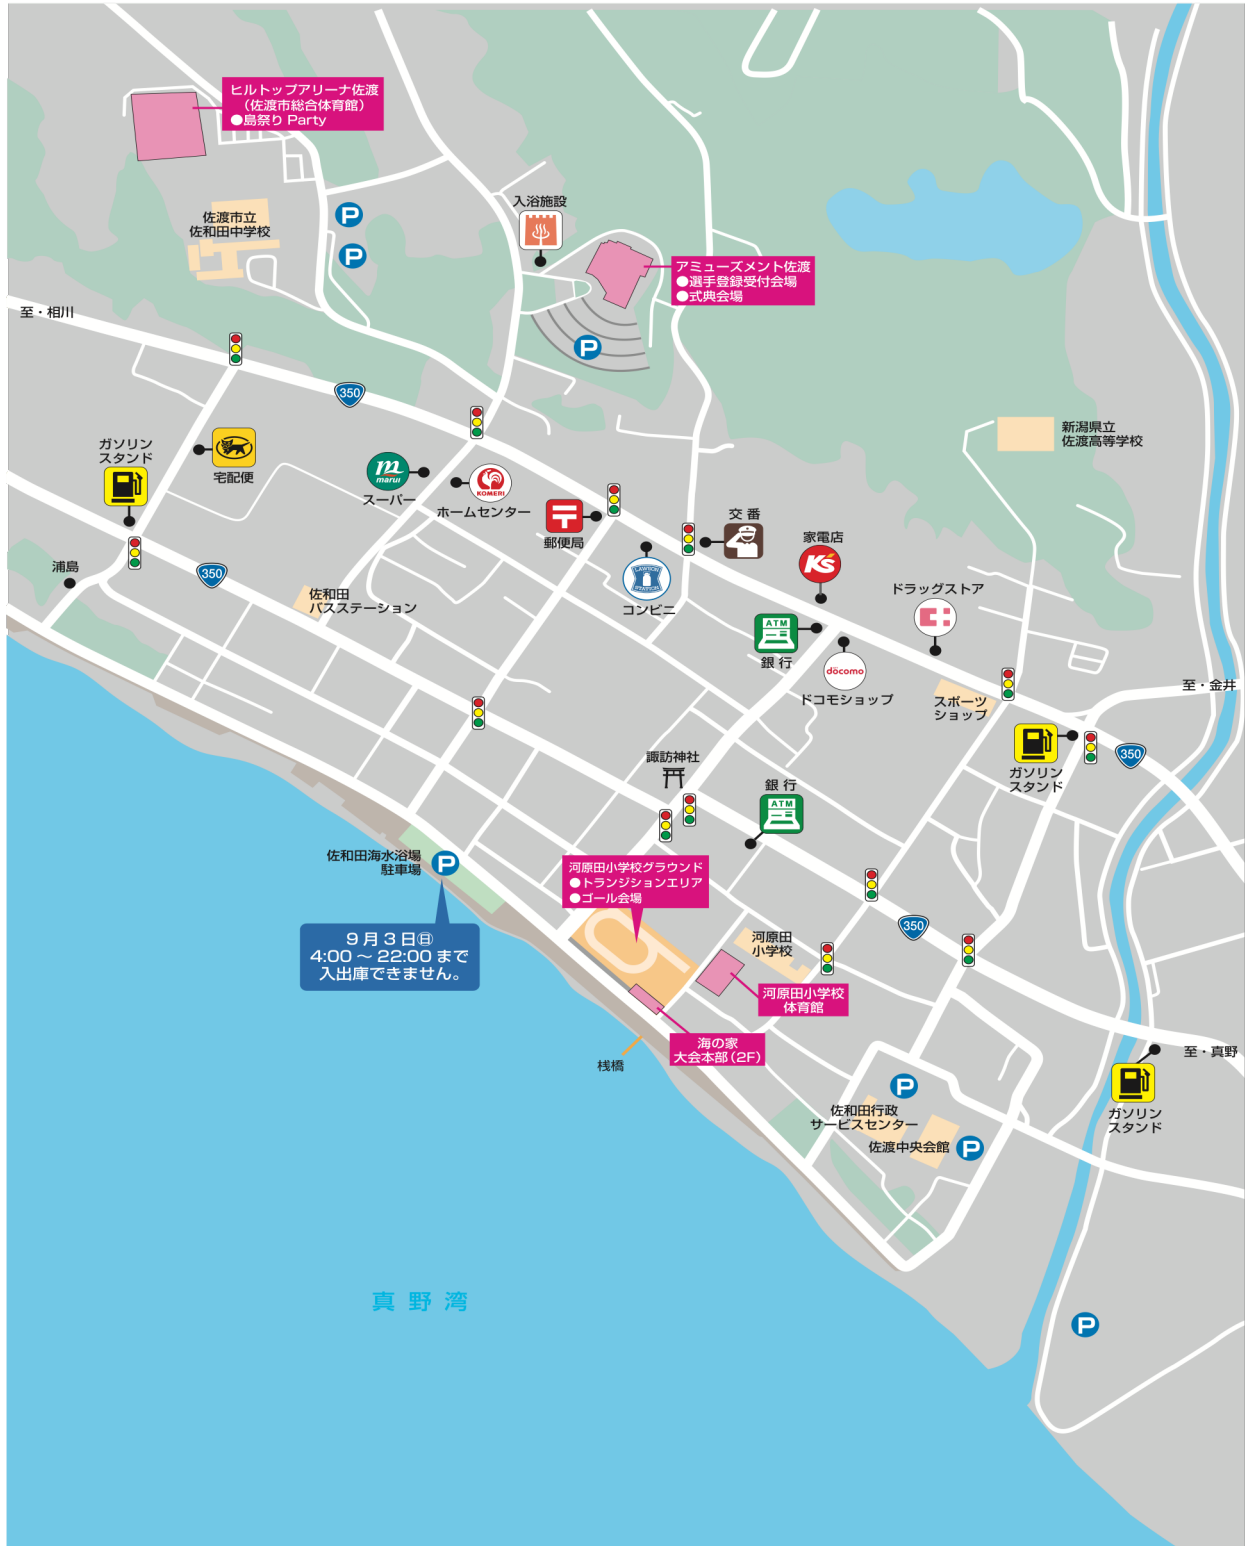 ヒルトップアリーナ佐渡
（佐渡市総合体育館）
●島祭り Party
佐渡市立
佐和田中学校
P
P
入浴施設
アミューズメント佐渡
●選手登録受付会場
●式典会場
P
至・相川
350
新潟県立
佐渡高等学校
ガソリン
スタンド
宅配便
m
marui
スーパー
KOMERI
ホームセンター
郵便局
交番
家電店
K's
LAWSON
STATION
コンビニ
ドラッグストア
浦島
350
佐和田
バスステーション
ATM
銀行
döcomo
ドコモショップ
スポーツ
ショップ
至・金井
ガソリン
スタンド
350
諏訪神社
銀行
ATM
佐和田海水浴場
駐車場
P
河原田小学校グラウンド
●トランジションエリア
●ゴール会場
9月3日㊐
4:00～22:00まで
入出庫できません。
河原田
小学校
350
河原田小学校
体育館
海の家
大会本部（2F）
桟橋
至・真野
ガソリン
スタンド
P
佐和田行政
サービスセンター
佐渡中央会館
P
真野湾
P